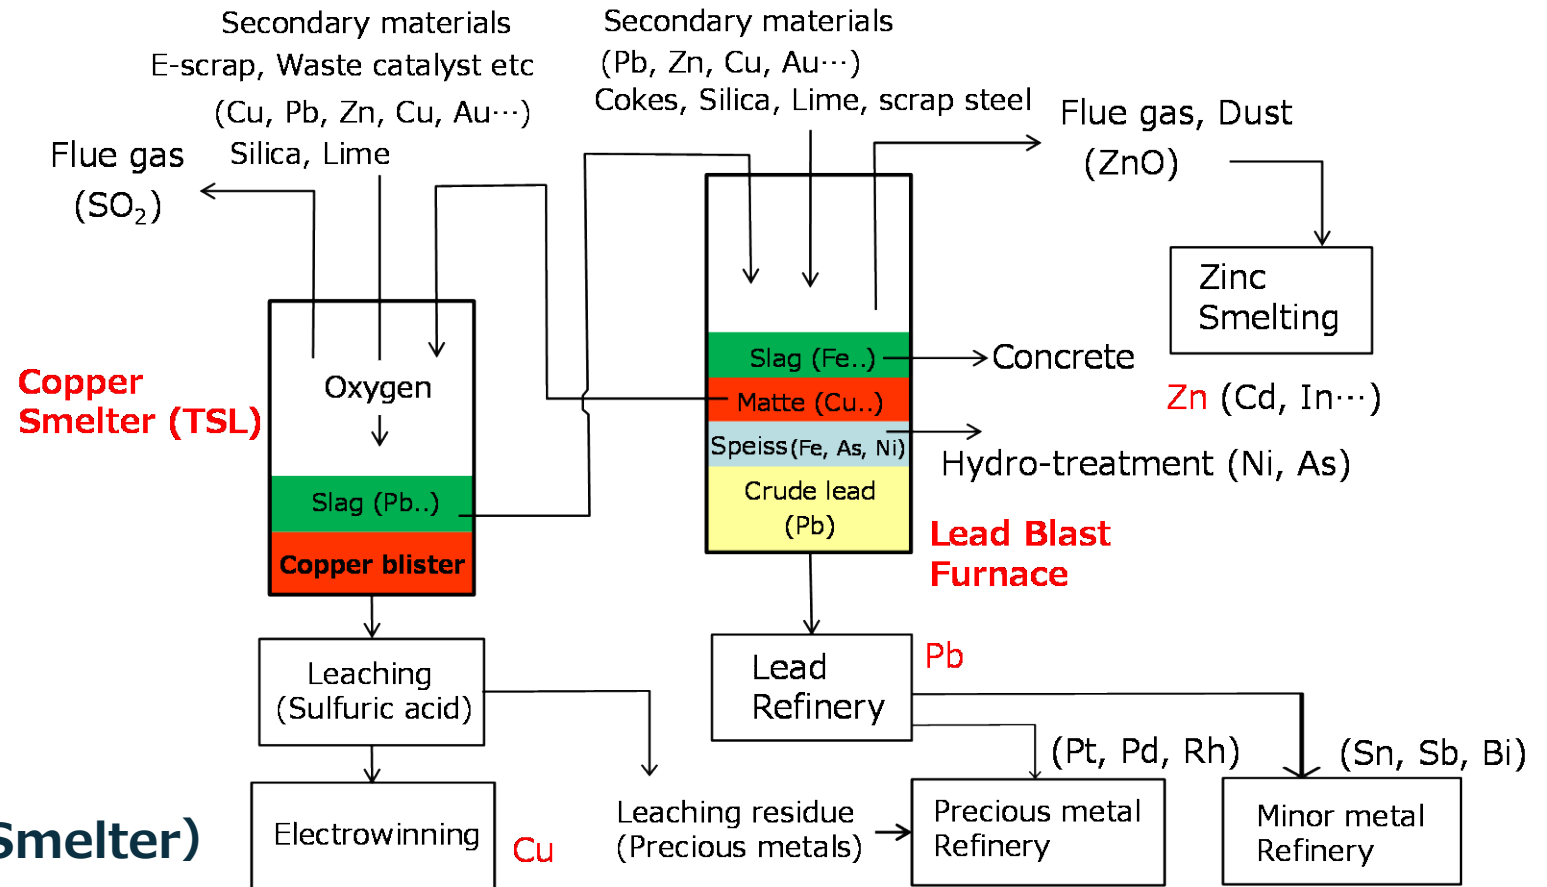 Secondary materials
E-scrap, Waste catalyst etc
(Cu, Pb, Zn, Cu, Au⋯)
Silica, Lime
Secondary materials
(Pb, Zn, Cu, Au⋯)
Cokes, Silica, Lime, scrap steel
Flue gas
(SO₂)
Flue gas, Dust
(ZnO)
Zinc
Smelting
Zn (Cd, In⋯)
Copper
Smelter (TSL)
Oxygen
Slag (Pb..)
Copper blister
Slag (Fe..)
Matte (Cu..)
Speiss(Fe, As, Ni)
Crude lead
(Pb)
Concrete
Hydro-treatment (Ni, As)
Lead Blast
Furnace
Leaching
(Sulfuric acid)
Lead
Refinery
Pb
(Pt, Pd, Rh)
(Sn, Sb, Bi)
Smelter)
Electrowinning
Cu
Leaching residue
(Precious metals)
Precious metal
Refinery
Minor metal
Refinery